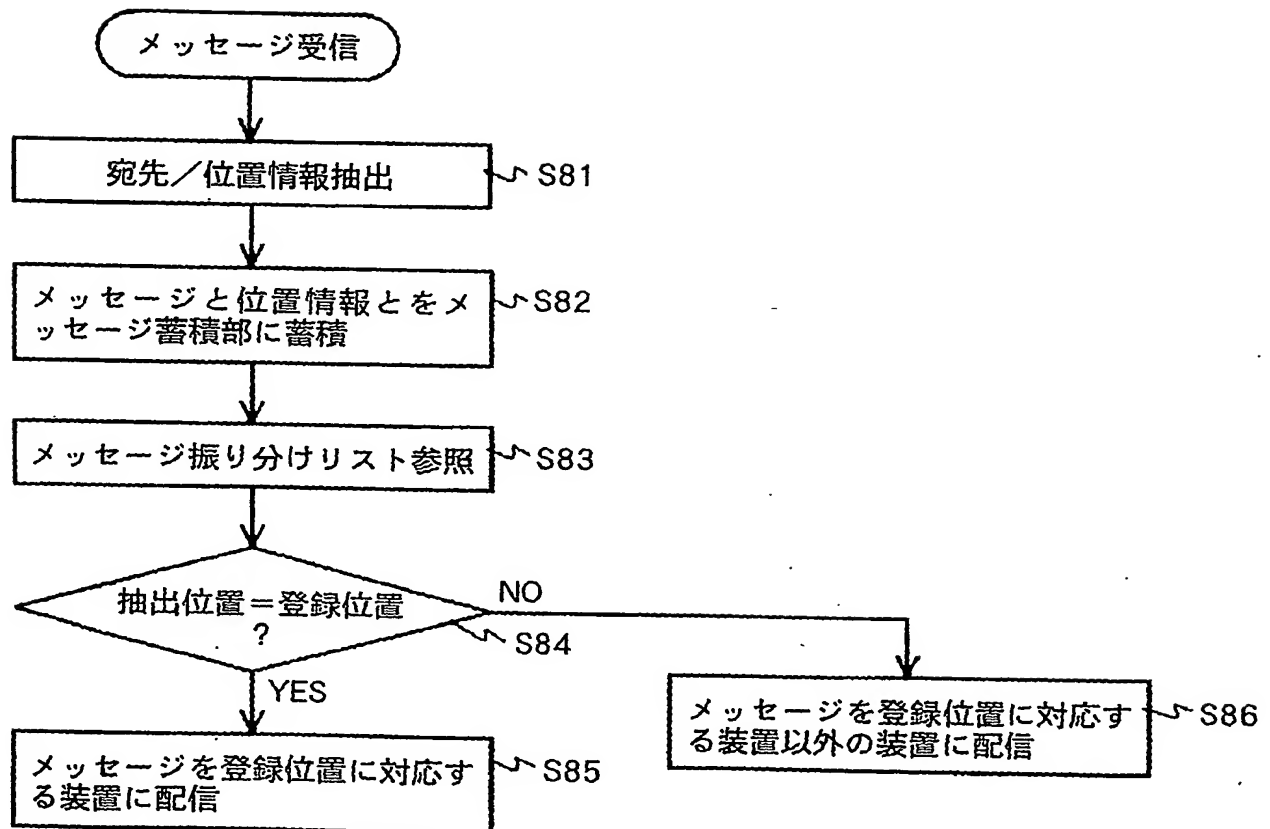 メッセージ受信
宛先／位置情報抽出
S81
メッセージと位置情報とをメ
ッセージ蓄積部に蓄積
S82
メッセージ振り分けリスト参照
S83
抽出位置＝登録位置
?
S84
NO
YES
メッセージを登録位置に対応す
る装置に配信
S85
メッセージを登録位置に対応す
る装置以外の装置に配信
S86